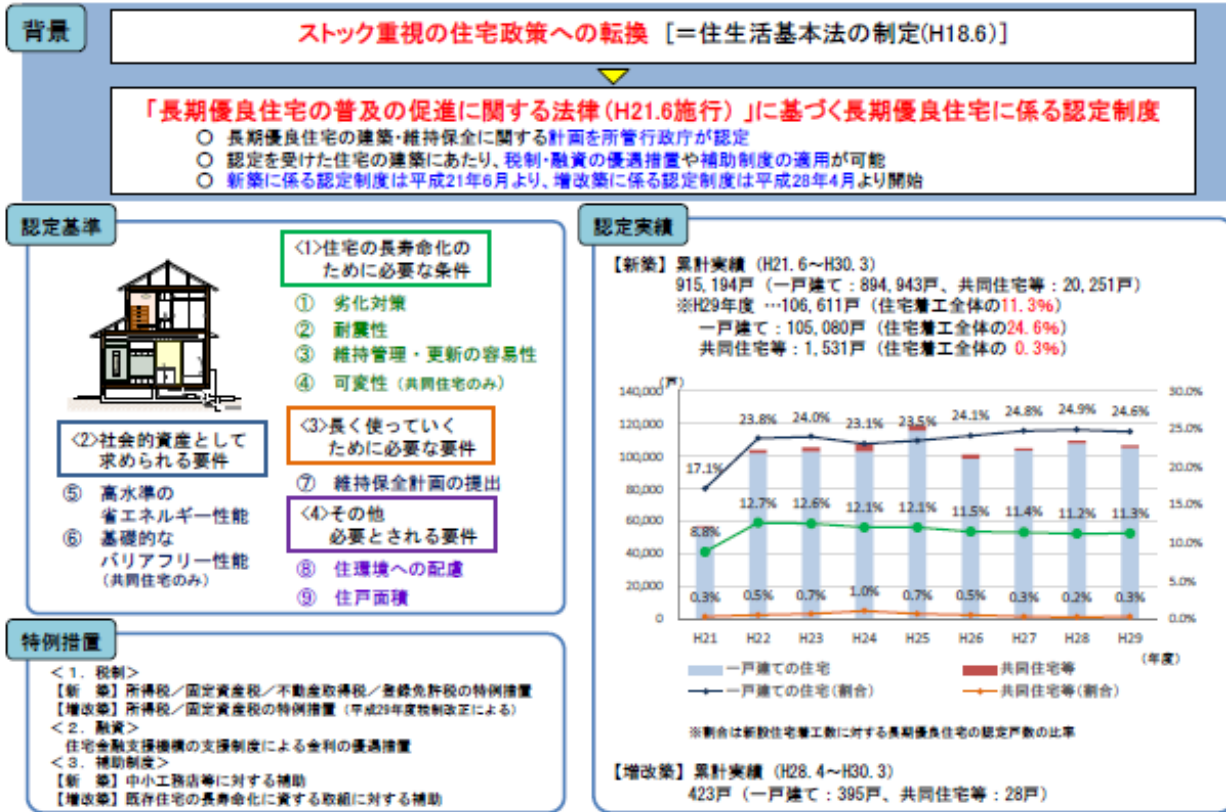 背景
ストック重視の住宅政策への転換 [＝住生活基本法の制定(H18.6)]
「長期優良住宅の普及の促進に関する法律(H21.6施行)」に基づく長期優良住宅に係る認定制度
○ 長期優良住宅の建築・維持保全に関する計画を所管行政庁が認定
○ 認定を受けた住宅の建築にあたり、税制・融資の優遇措置や補助制度の適用が可能
○ 新築に係る認定制度は平成21年6月より、増改築に係る認定制度は平成28年4月より開始
認定基準
<1>住宅の長寿命化の
ために必要な条件
① 劣化対策
② 耐震性
③ 維持管理・更新の容易性
④ 可変性（共同住宅のみ）
<2>社会的資産として
求められる要件
⑤ 高水準の
省エネルギー性能
⑥ 基礎的な
バリアフリー性能
（共同住宅のみ）
<3>長く使っていく
ために必要な要件
⑦ 維持保全計画の提出
<4>その他
必要とされる要件
⑧ 住環境への配慮
⑨ 住戸面積
特例措置
＜１．税制＞
【新　築】所得税／固定資産税／不動産取得税／登録免許税の特例措置
【増改築】所得税／固定資産税の特例措置（平成29年度税制改正による）
＜２．融資＞
住宅金融支援機構の支援制度による金利の優遇措置
＜３．補助制度＞
【新　築】中小工務店等に対する補助
【増改築】既存住宅の長寿命化に資する取組に対する補助
認定実績
【新築】累計実績（H21.6～H30.3）
915,194戸（一戸建て：894,943戸、共同住宅等：20,251戸）
※H29年度 …106,611戸（住宅着工全体の11.3%）
一戸建て：105,080戸（住宅着工全体の24.6%）
共同住宅等：1,531戸（住宅着工全体の 0.3%）
（戸）
140,000 30.0%
120,000 25.0%
100,000 20.0%
80,000 15.0%
60,000 10.0%
40,000 5.0%
20,000 0.0%
0
17.1% 23.8% 24.0% 23.1% 23.5% 24.1% 24.8% 24.9% 24.6%
8.8% 12.7% 12.6% 12.1% 12.1% 11.5% 11.4% 11.2% 11.3%
0.3% 0.5% 0.7% 1.0% 0.7% 0.5% 0.3% 0.2% 0.3%
H21 H22 H23 H24 H25 H26 H27 H28 H29
（年度）
一戸建ての住宅 共同住宅等
一戸建ての住宅(割合) 共同住宅等(割合)
※割合は新設住宅着工数に対する長期優良住宅の認定戸数の比率
【増改築】累計実績（H28.4～H30.3）
423戸（一戸建て：395戸、共同住宅等：28戸）